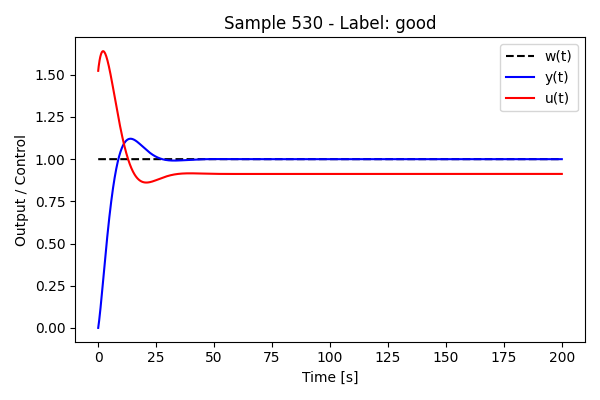 Sample 530 - Label: good
w(t)
y(t)
u(t)
Output / Control
1.50
1.25
1.00
0.75
0.50
0.25
0.00
0 25 50 75 100 125 150 175 200
Time [s]